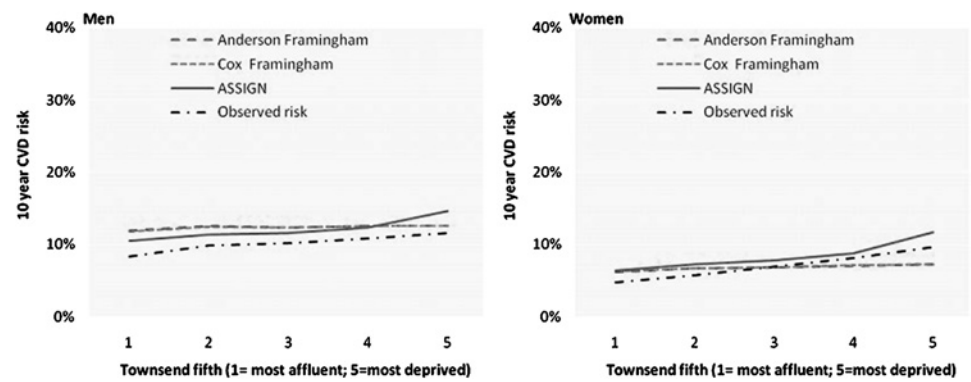 Men
40%
30%
20%
10%
0%
10 year CVD risk
Anderson Framingham
Cox Framingham
ASSIGN
Observed risk
1 2 3 4 5
Townsend fifth (1= most affluent; 5=most deprived)
Women
40%
30%
20%
10%
0%
10 year CVD risk
Anderson Framingham
Cox Framingham
ASSIGN
Observed risk
1 2 3 4 5
Townsend fifth (1= most affluent; 5=most deprived)